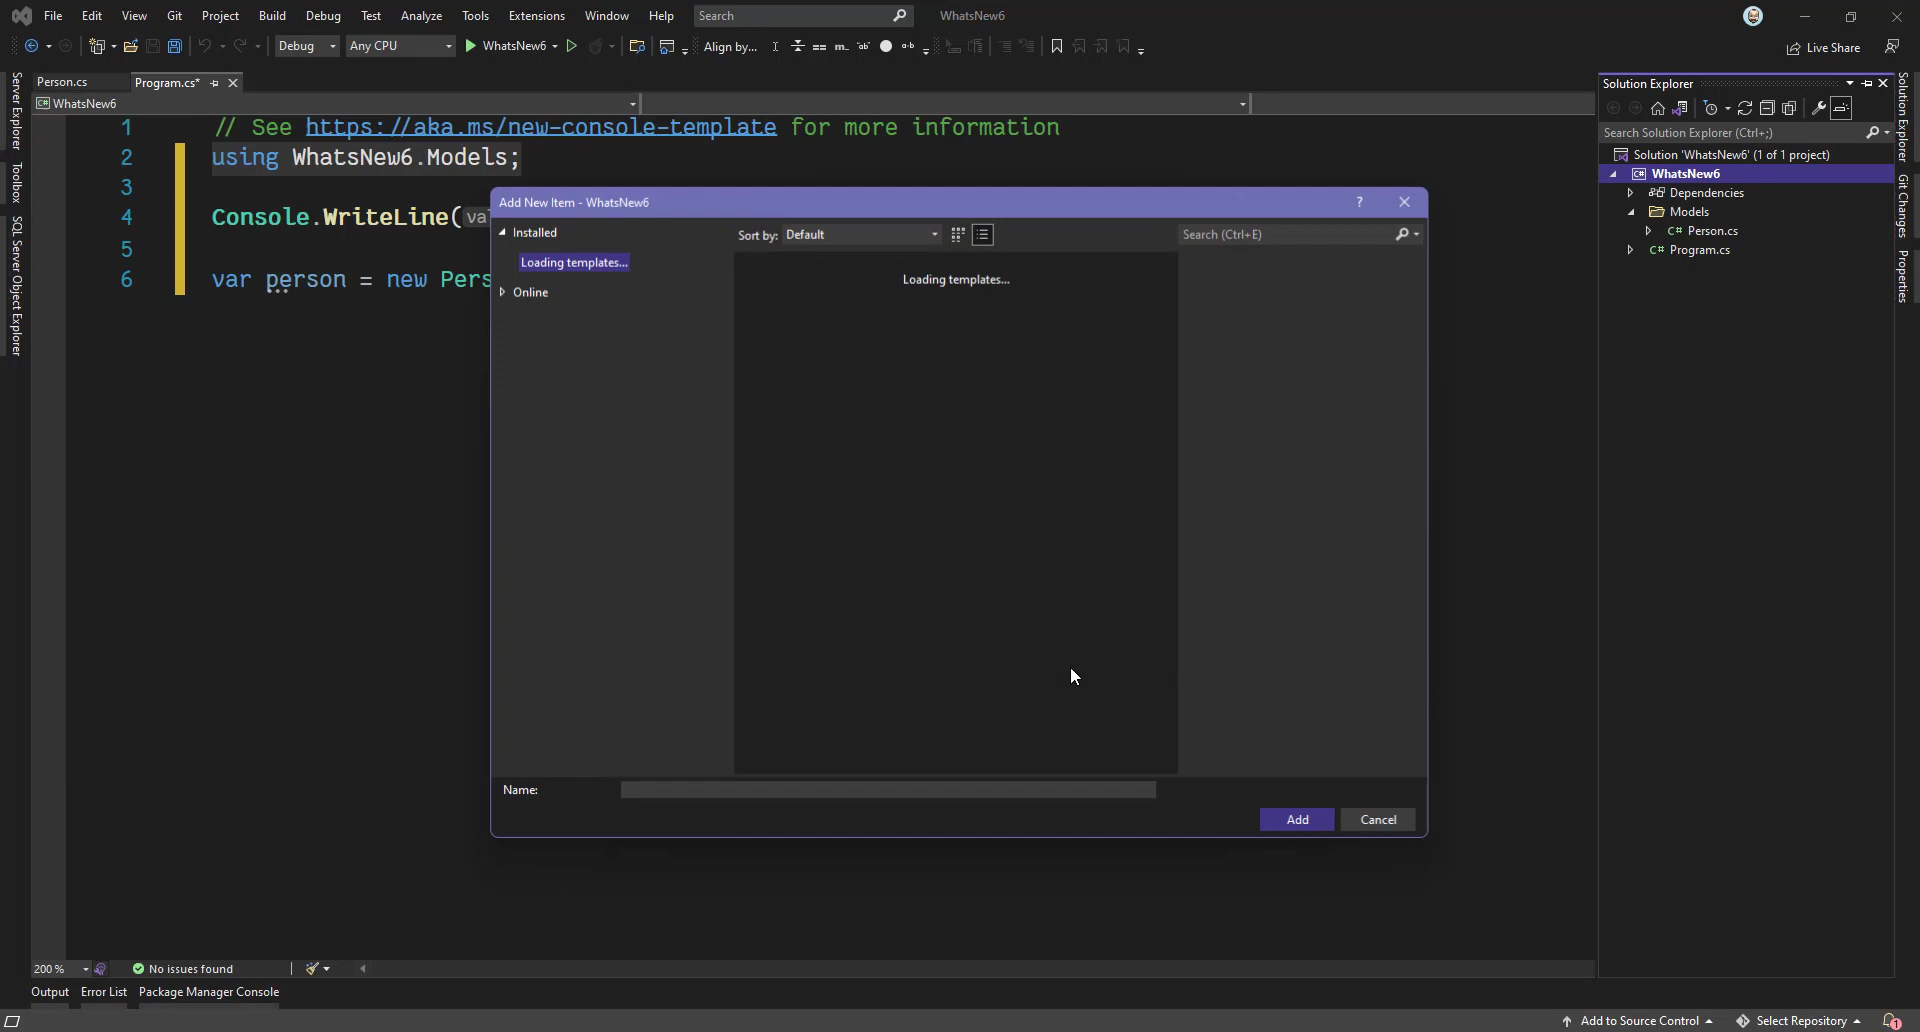 File Edit View Git Project Build Debug Test Analyze Tools Extensions Window Help Search WhatsNew6
Debug Any CPU WhatsNew6 Align by... Live Share
Person.cs Program.cs*
WhatsNew6
1 // See https://aka.ms/new-console-template for more information
2 using WhatsNew6.Models;
3
4 Console.WriteLine( va
5
6 var person = new Pers
Add New Item - WhatsNew6 ?
Installed
Loading templates...
Online
Sort by: Default
Search (Ctrl+E)
Loading templates...
Name:
Add Cancel
Solution Explorer
Search Solution Explorer (Ctrl+;)
Solution 'WhatsNew6' (1 of 1 project)
C# WhatsNew6
Dependencies
Models
C# Person.cs
C# Program.cs
Server Explorer
Toolbox
SQL Server Object Explorer
Solution Explorer
Git Changes
Properties
200 % No issues found
Output Error List Package Manager Console
Add to Source Control Select Repository 1